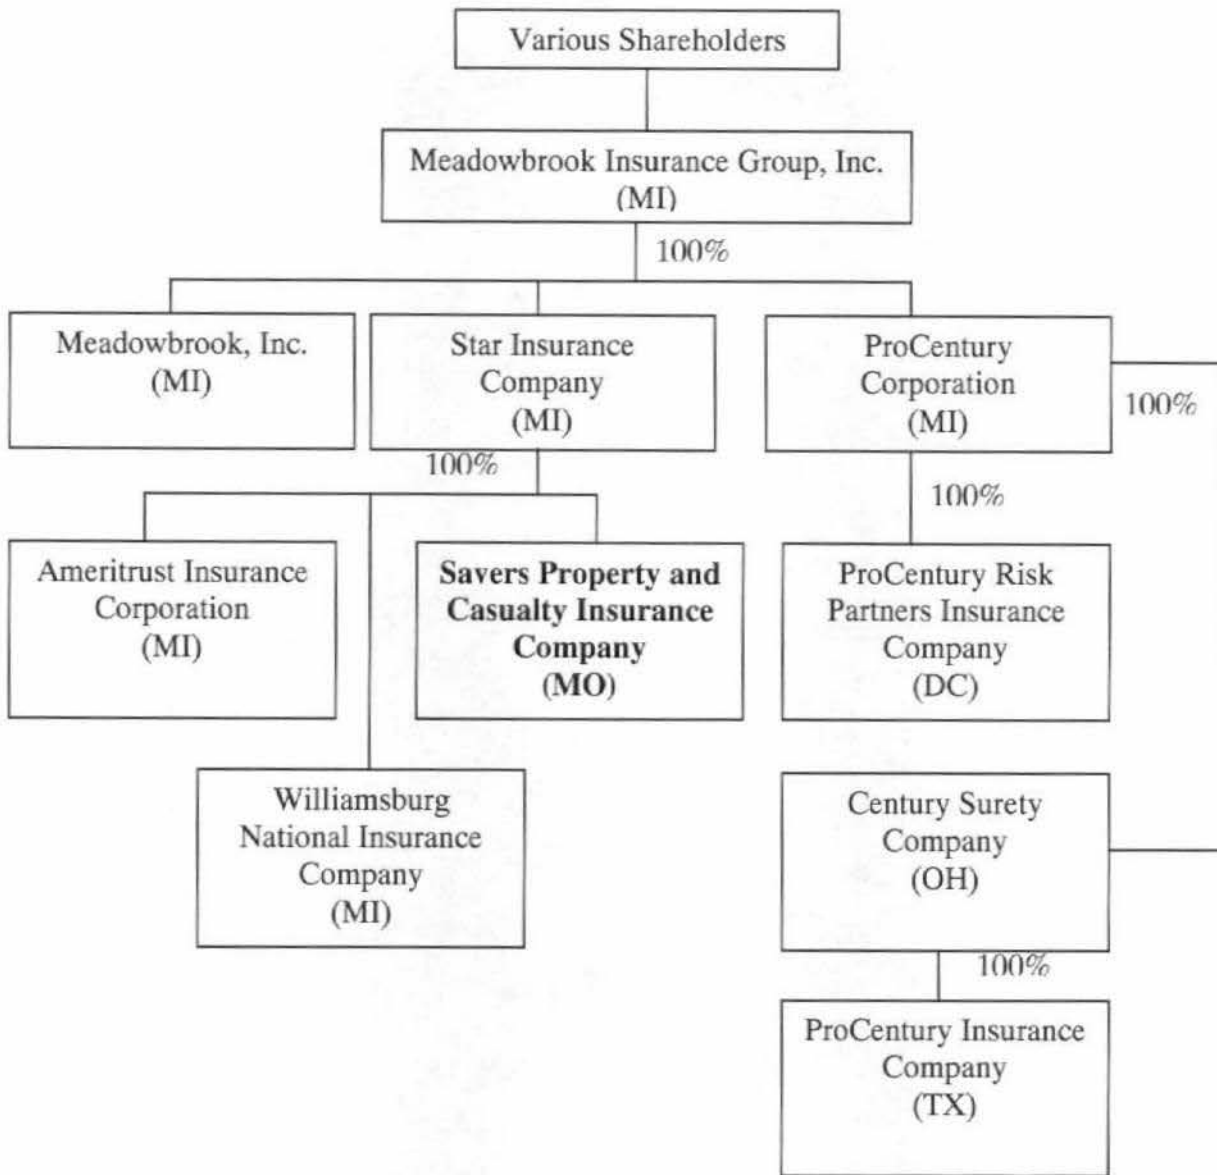 Various Shareholders
Meadowbrook Insurance Group, Inc.
(MI)
100%
Meadowbrook, Inc.
(MI)
Star Insurance
Company
(MI)
ProCentury
Corporation
(MI)
100%
100%
100%
Ameritrust Insurance
Corporation
(MI)
Savers Property and
Casualty Insurance
Company
(MO)
ProCentury Risk
Partners Insurance
Company
(DC)
Williamsburg
National Insurance
Company
(MI)
Century Surety
Company
(OH)
100%
ProCentury Insurance
Company
(TX)